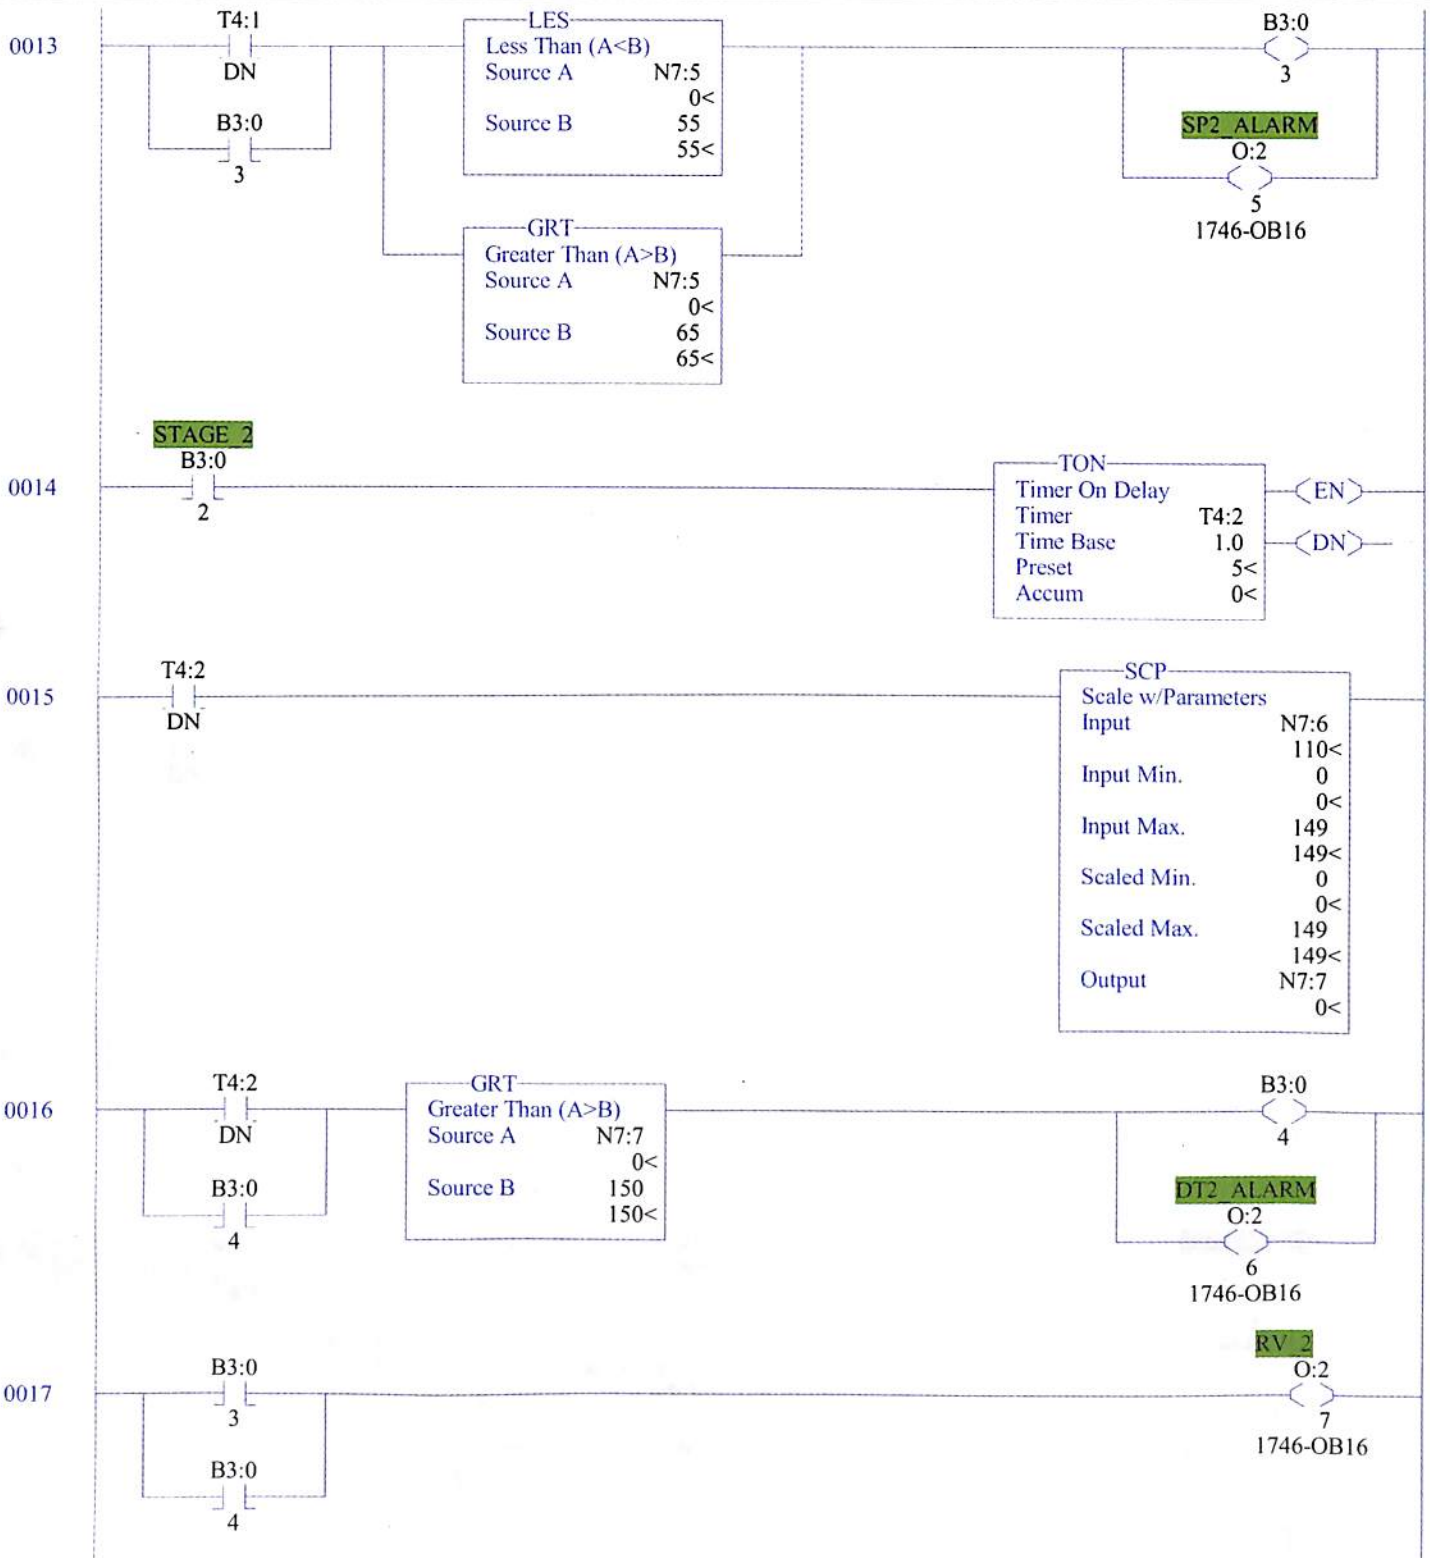 T4:1
LES
B3:0
0013
Less Than (A<B)
DN
Source A N7:5
3
0<
B3:0
Source B 55
SP2_ALARM
55<
O:2
3
5
GRT
1746-OB16
Greater Than (A>B)
Source A N7:5
0<
Source B 65
65<
STAGE_2
B3:0
TON
0014
Timer On Delay
EN
2
Timer T4:2
Time Base 1.0
DN
Preset 5<
Accum 0<
T4:2
SCP
0015
Scale w/Parameters
DN
Input N7:6
110<
Input Min. 0
0<
Input Max. 149
149<
Scaled Min. 0
0<
Scaled Max. 149
149<
Output N7:7
0<
T4:2
GRT
B3:0
0016
Greater Than (A>B)
DN
Source A N7:7
4
0<
B3:0
Source B 150
DT2_ALARM
150<
O:2
4
6
1746-OB16
RV_2
B3:0
O:2
0017
3
7
1746-OB16
B3:0
4